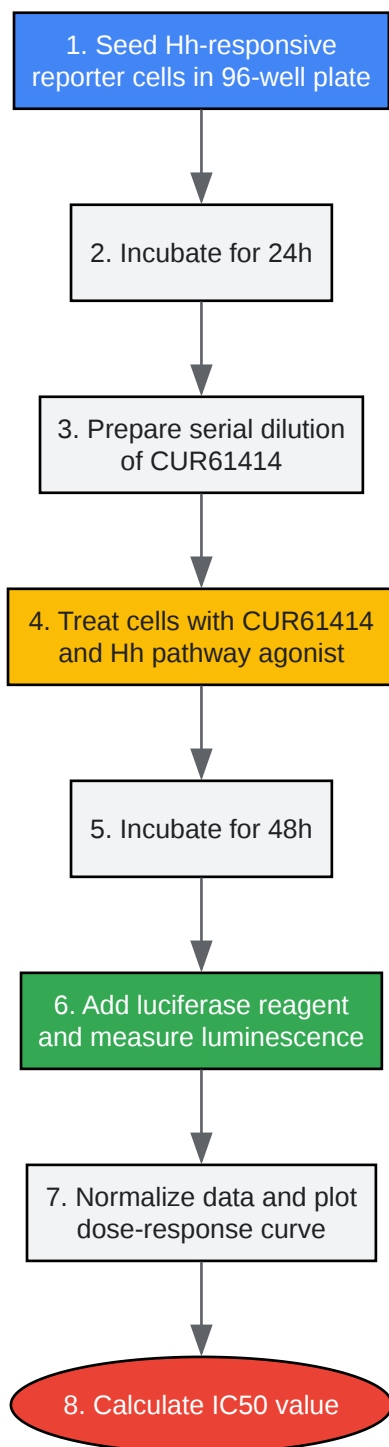 1. Seed Hh-responsive
reporter cells in 96-well plate
2. Incubate for 24h
3. Prepare serial dilution
of CUR61414
4. Treat cells with CUR61414
and Hh pathway agonist
5. Incubate for 48h
6. Add luciferase reagent
and measure luminescence
7. Normalize data and plot
dose-response curve
8. Calculate IC50 value